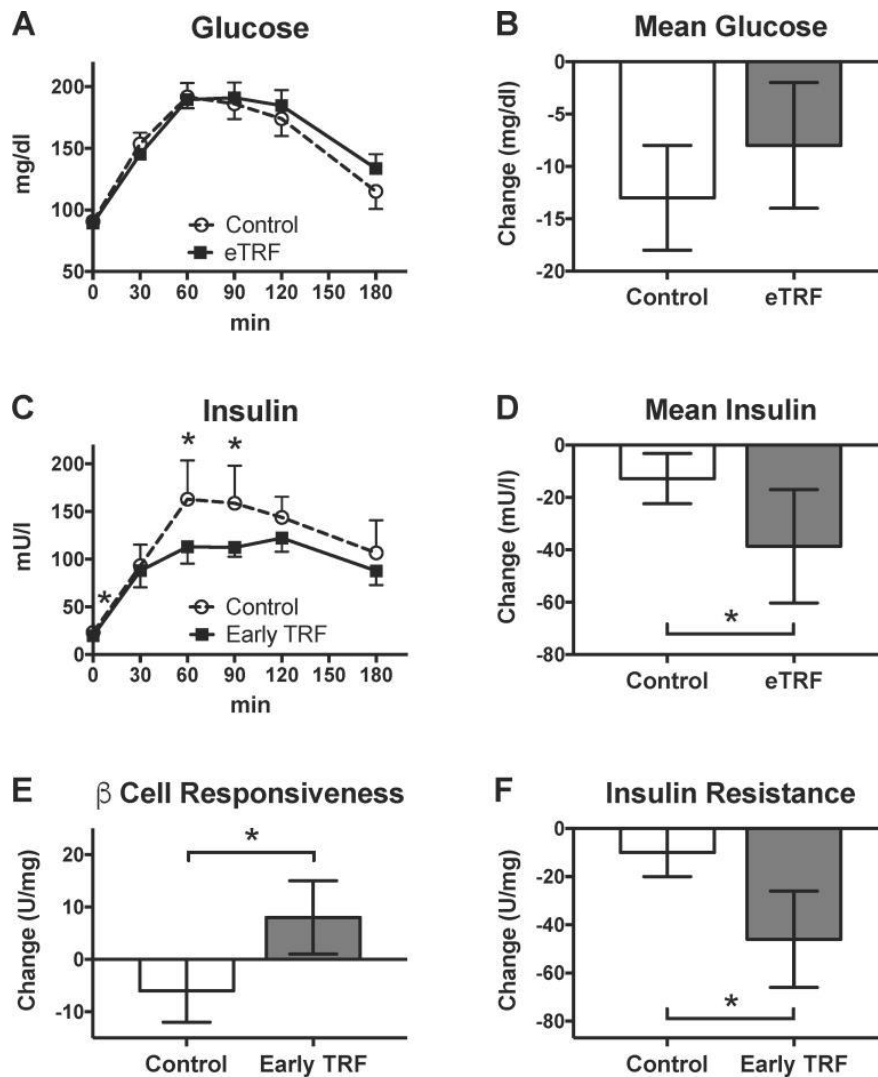 A Glucose
mg/dl
200
150
100
50
Control
eTRF
0 30 60 90 120 150 180
min
B Mean Glucose
Change (mg/dl)
0
-5
-10
-15
-20
Control eTRF
C Insulin
mU/l
200
150
100
50
0
* * *
Control
Early TRF
0 30 60 90 120 150 180
min
D Mean Insulin
Change (mU/l)
0
-20
-40
-60
-80
*
Control eTRF
E β Cell Responsiveness
Change (U/mg)
20
10
0
-10
*
Control Early TRF
F Insulin Resistance
Change (U/mg)
0
-20
-40
-60
-80
*
Control Early TRF